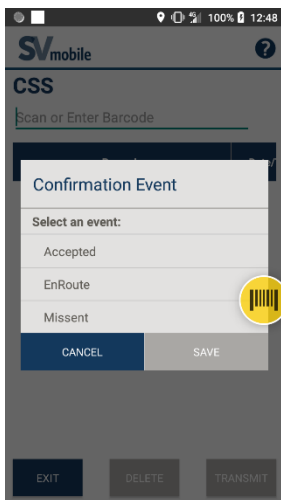 4G 100% 12:48
SVmobile
?
CSS
Scan or Enter Barcode
Confirmation Event
Select an event:
Accepted
EnRoute
Missent
CANCEL SAVE
EXIT DELETE TRANSMIT